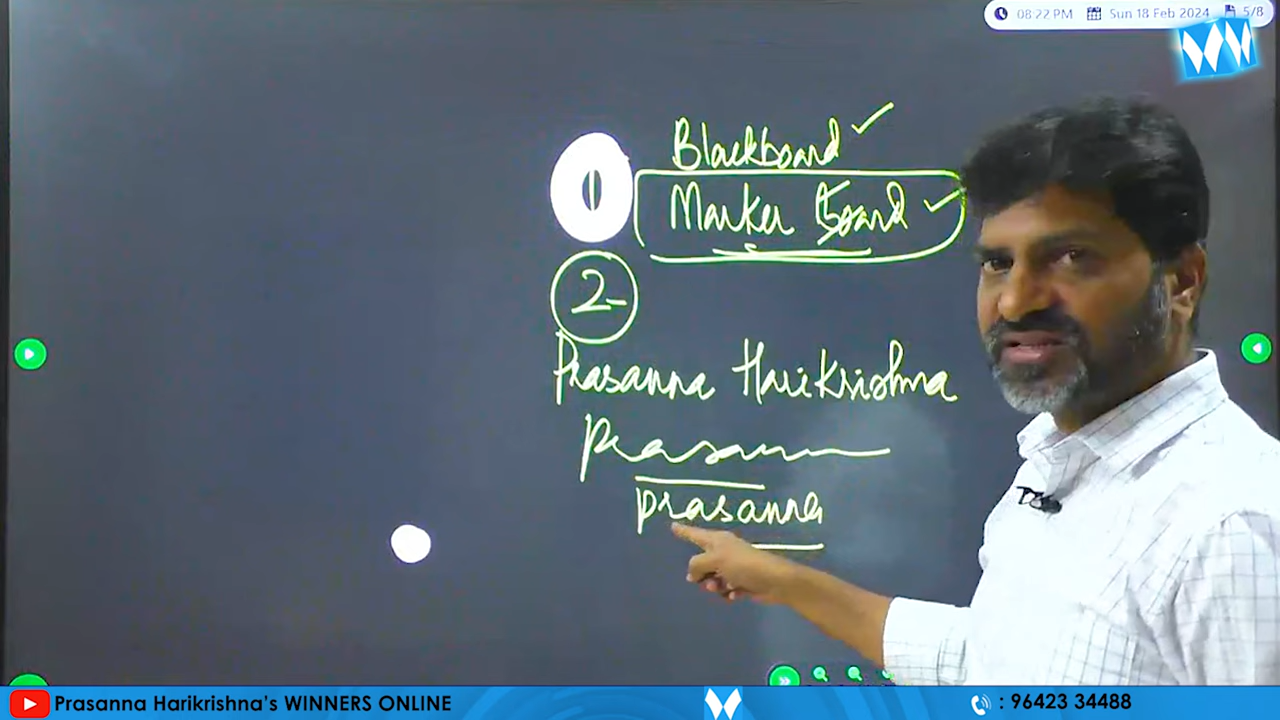 08:22 PM Sun 18 Feb 2024 5/8
Blackboard
1 Marker Board
2-
Prasanna Harikrishna
Prasann
Prasanna
Prasanna Harikrishna's WINNERS ONLINE : 96423 34488